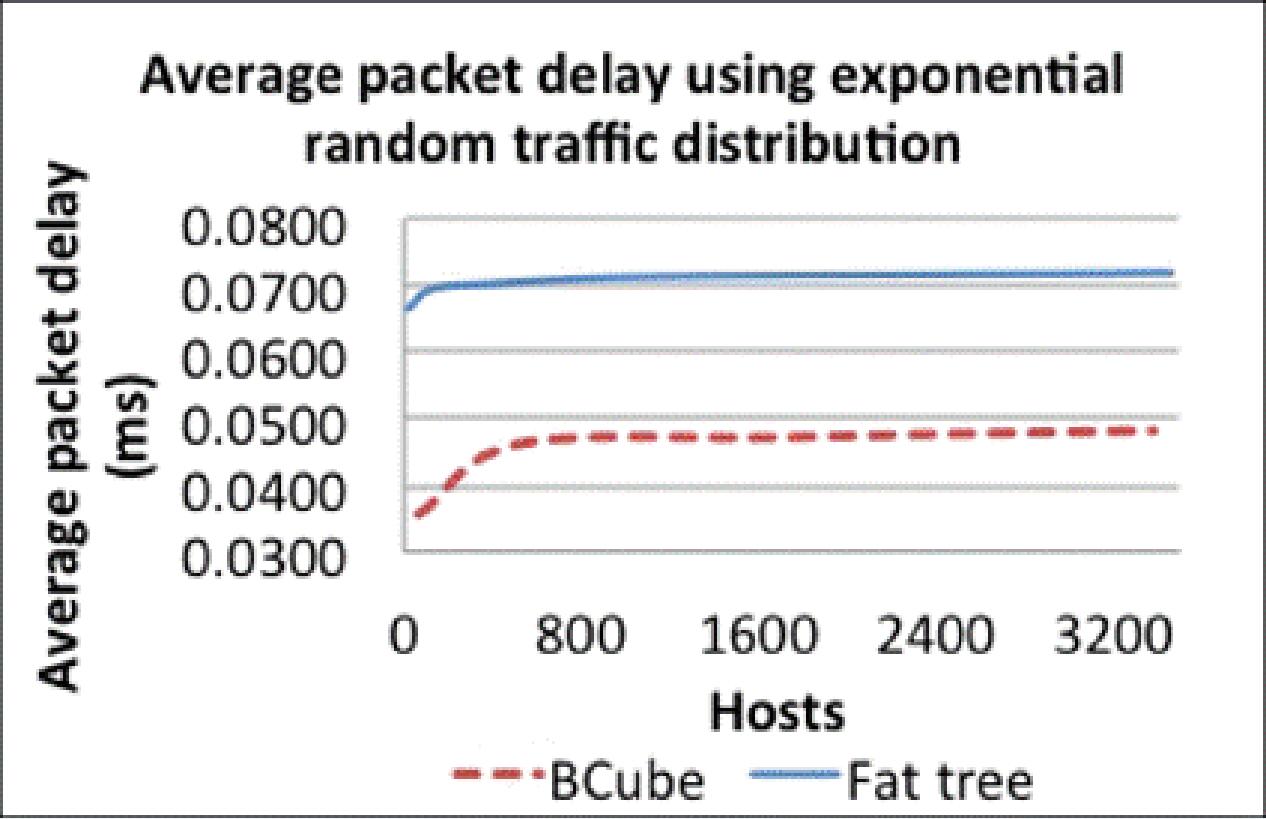 Average packet delay using exponential
random traffic distribution
Average packet delay
(ms)
0.0800
0.0700
0.0600
0.0500
0.0400
0.0300
0 800 1600 2400 3200
Hosts
BCube Fat tree